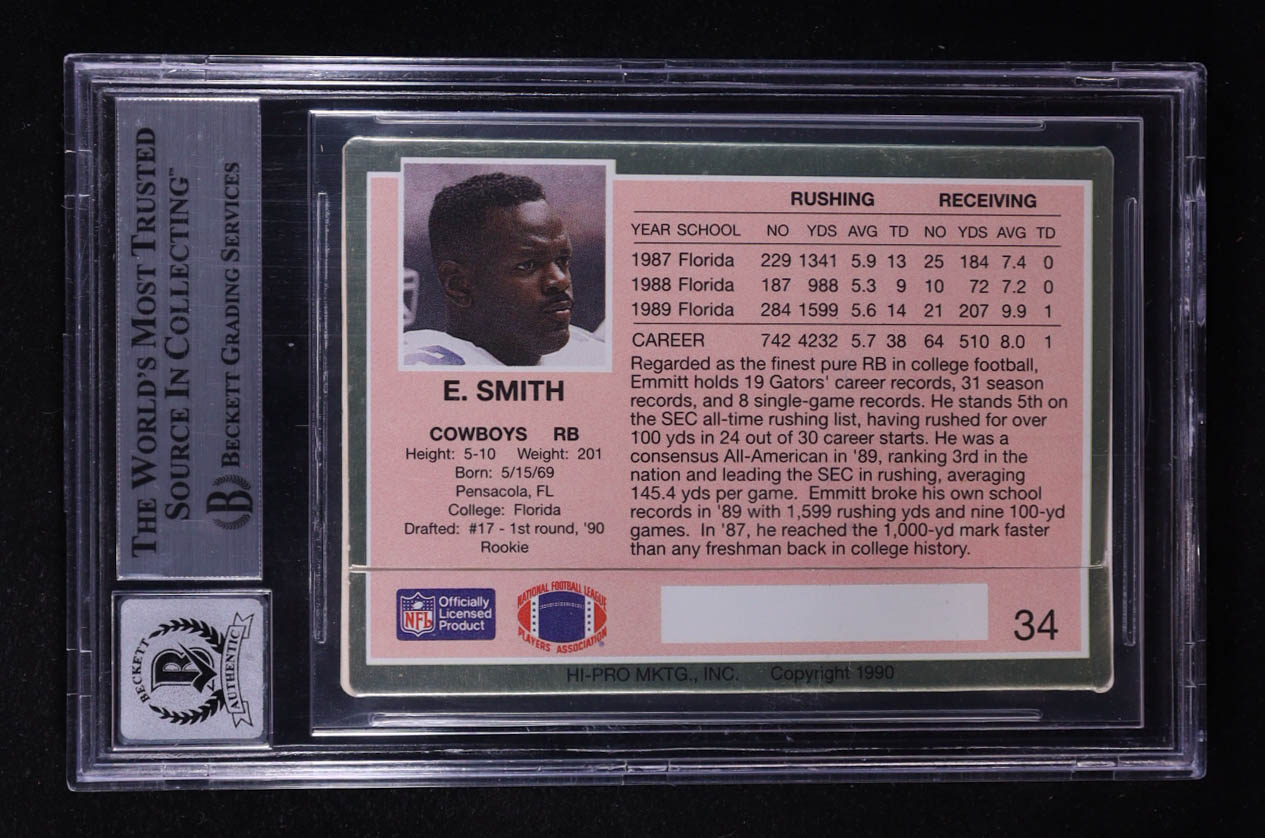 THE WORLD'S MOST TRUSTED
SOURCE IN COLLECTING™
B BECKETT GRADING SERVICES
BECKETT
B
AUTHENTIC
E. SMITH
COWBOYS RB
Height: 5-10 Weight: 201
Born: 5/15/69
Pensacola, FL
College: Florida
Drafted: #17 - 1st round, '90
Rookie
RUSHING RECEIVING
YEAR SCHOOL NO YDS AVG TD NO YDS AVG TD
1987 Florida 229 1341 5.9 13 25 184 7.4 0
1988 Florida 187 988 5.3 9 10 72 7.2 0
1989 Florida 284 1599 5.6 14 21 207 9.9 1
CAREER 742 4232 5.7 38 64 510 8.0 1
Regarded as the finest pure RB in college football,
Emmitt holds 19 Gators' career records, 31 season
records, and 8 single-game records. He stands 5th on
the SEC all-time rushing list, having rushed for over
100 yds in 24 out of 30 career starts. He was a
consensus All-American in '89, ranking 3rd in the
nation and leading the SEC in rushing, averaging
145.4 yds per game. Emmitt broke his own school
records in '89 with 1,599 rushing yds and nine 100-yd
games. In '87, he reached the 1,000-yd mark faster
than any freshman back in college history.
NFL
Officially
Licensed
Product
NATIONAL FOOTBALL LEAGUE
PLAYERS ASSOCIATION
34
HI-PRO MKTG., INC. Copyright 1990